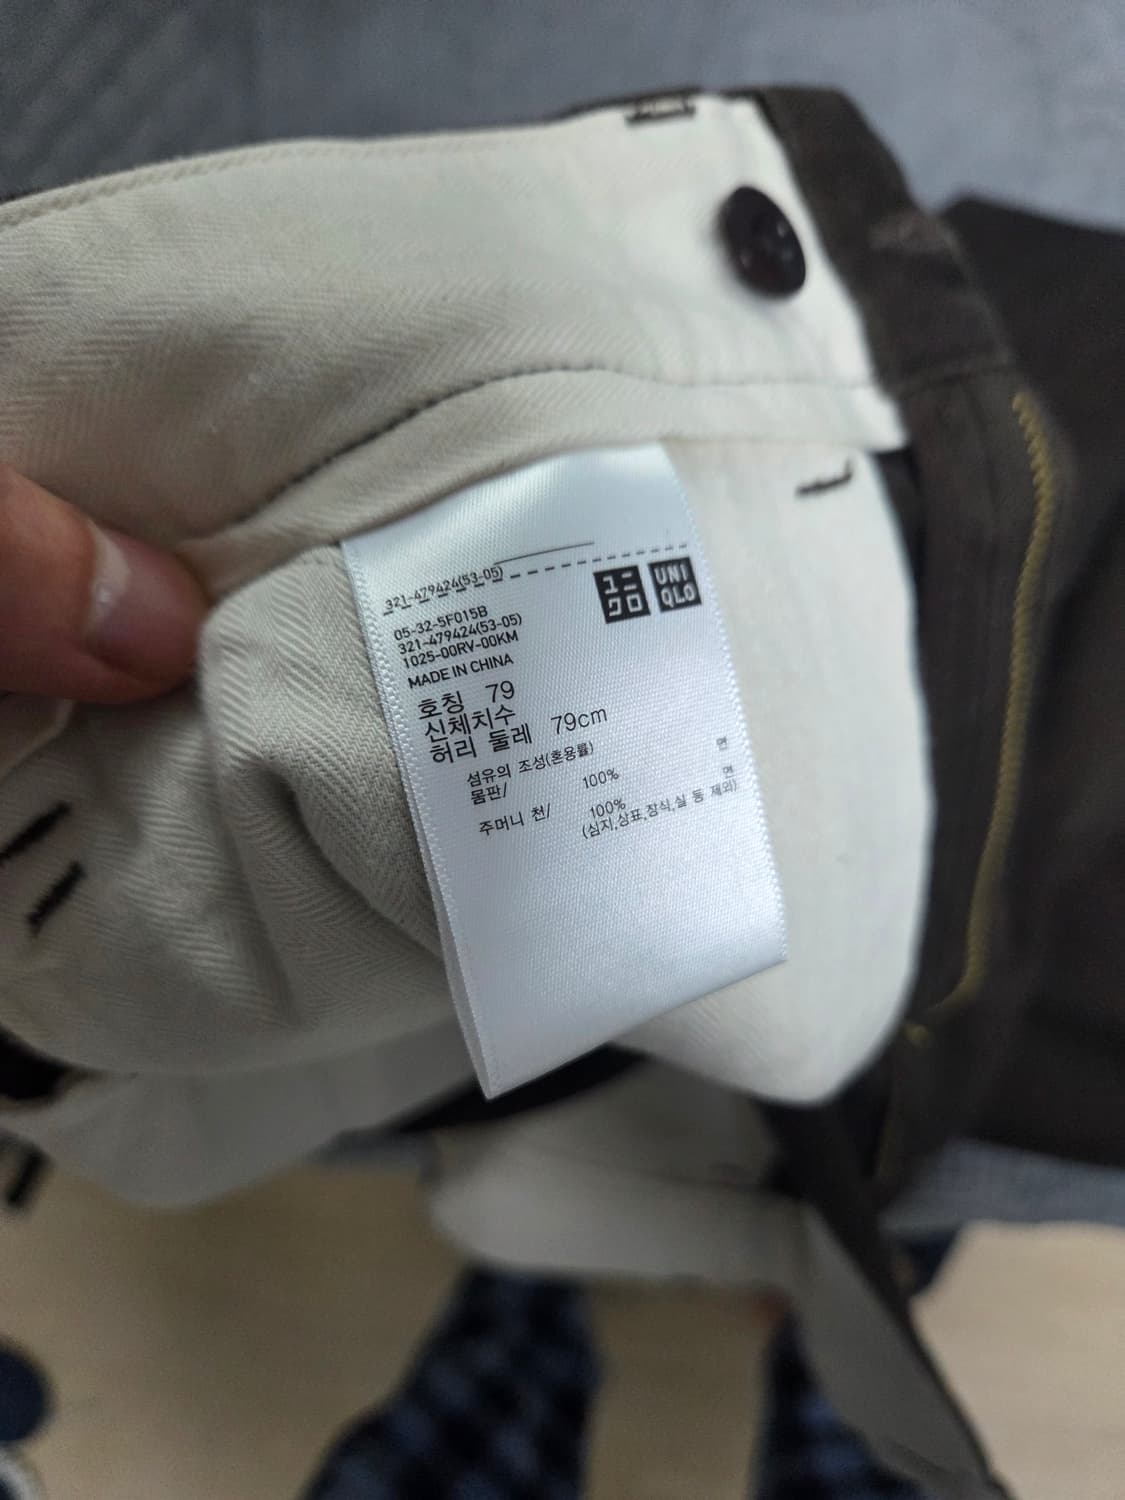 321-479424(53-05)
ユニ
クロ
UNI
QLO
05-32-5F015B
321-479424(53-05)
1025-00RY-00KM
MADE IN CHINA
호칭 79
신체치수
허리 둘레 79cm
섬유의 조성(혼용률)
몸판/ 100% 면
주머니 천/ 100% 면
(심지,상표,장식,실 등 제외)